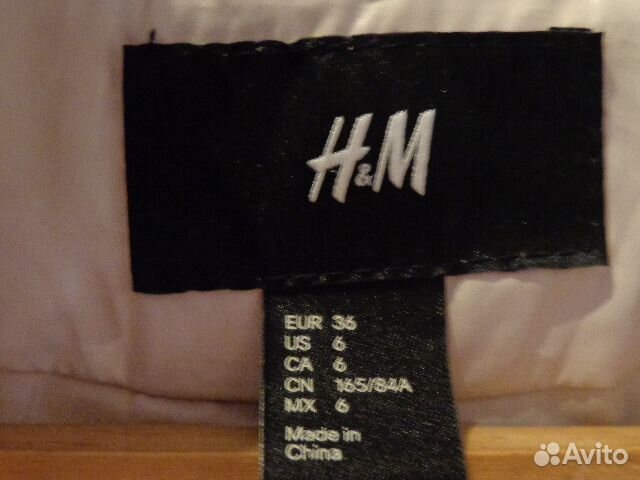 H&M
EUR 36
US 6
CA 6
CN 165/84A
MX 6
Made in
China
Avito